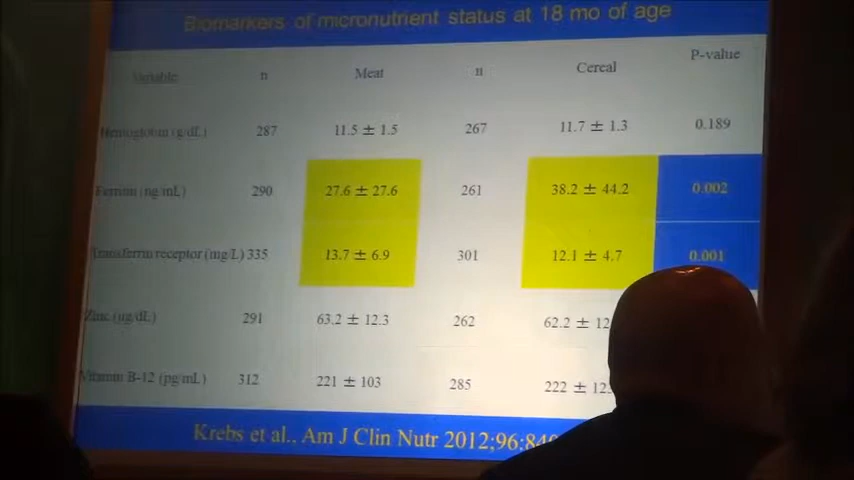 Biomarkers of micronutrient status at 18 mo of age
Variable n Meat n Cereal P-value
Hemoglobin (g/dL) 287 11.5 ± 1.5 267 11.7 ± 1.3 0.189
Ferritin (ng/mL) 290 27.6 ± 27.6 261 38.2 ± 44.2 0.002
Transferrin receptor (mg/L) 335 13.7 ± 6.9 301 12.1 ± 4.7 0.001
Zinc (ug/dL) 291 63.2 ± 12.3 262 62.2 ±
Vitamin B-12 (pg/mL) 312 221 ± 103 285 222 ±
Krebs et al., Am J Clin Nutr 2012;96: